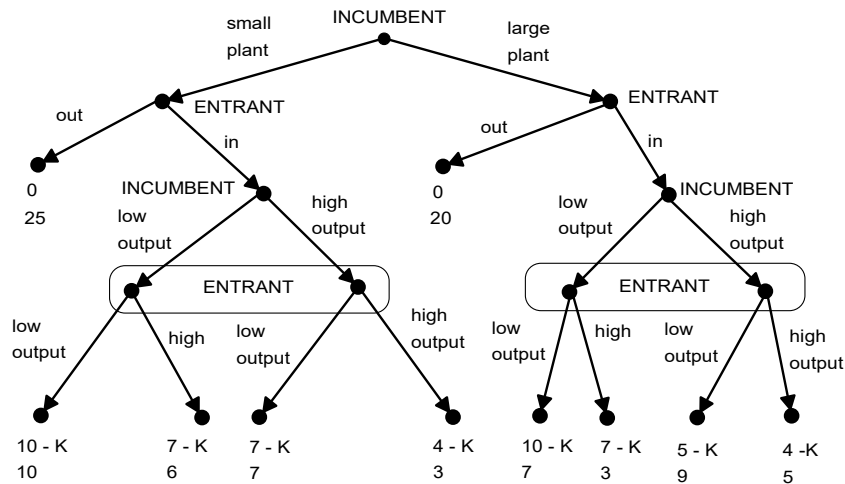 INCUMBENT
small
plant
large
plant
ENTRANT
ENTRANT
out
in
out
in
0
25
INCUMBENT
0
20
INCUMBENT
low
output
high
output
low
output
high
output
ENTRANT
ENTRANT
low
output
high
low
output
high
output
low
output
high
low
output
high
output
10 - K
10
7 - K
6
7 - K
7
4 - K
3
10 - K
7
7 - K
3
5 - K
9
4 -K
5